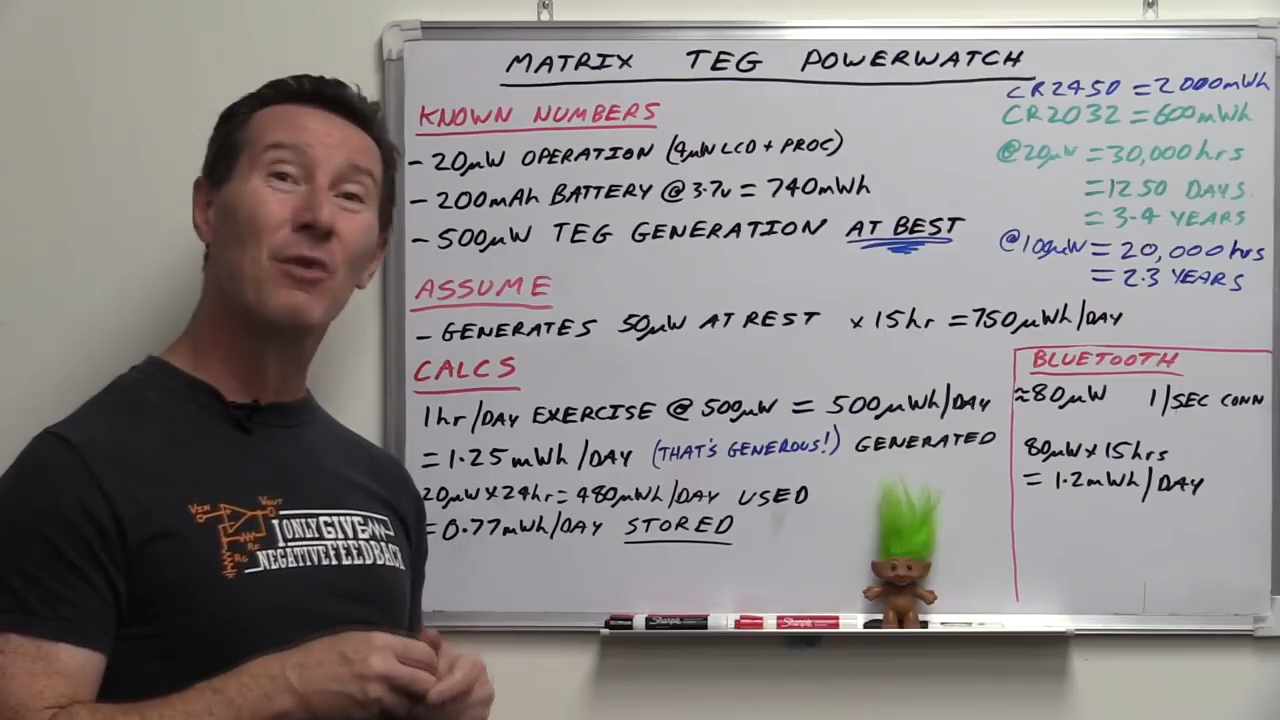 MATRIX TEG POWERWATCH
KNOWN NUMBERS
- 20µW OPERATION (4µW LCD + PROC)
- 200mAh BATTERY @ 3.7V = 740mWh
- 500µW TEG GENERATION AT BEST
ASSUME
- GENERATES 50µW AT REST × 15hr = 750µWh/DAY
CALCS
1hr/DAY EXERCISE @ 500µW = 500µWh/DAY
= 1.25mWh/DAY (THAT'S GENEROUS!) GENERATED
20µW×24hr = 480µWh/DAY USED
= 0.77mWh/DAY STORED
CR2450 = 2000mWh
CR2032 = 600mWh
@20µW = 30,000hrs
= 1250 DAYS
= 3.4 YEARS
@100µW = 20,000hrs
= 2.3 YEARS
BLUETOOTH
≈80µW 1/SEC CONN
80µW×15hrs
= 1.2mWh/DAY
VIN
VOUT
RF
RG
I ONLY GIVE
NEGATIVE FEEDBACK
Sharpie
Sharpie